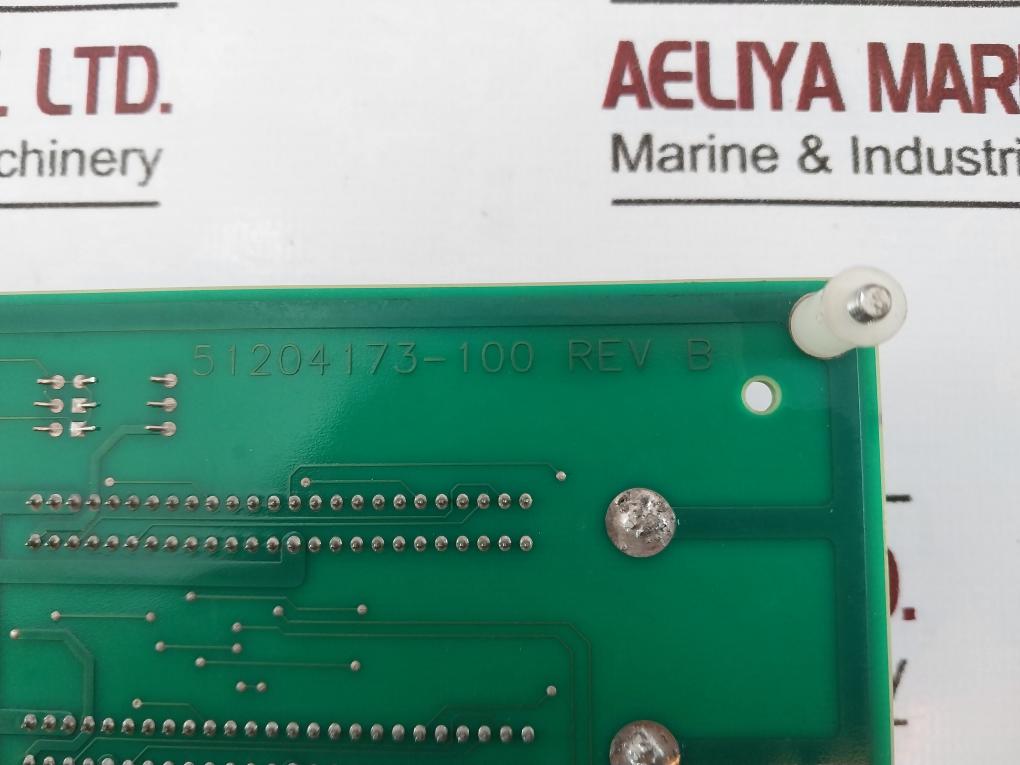 LTD.
AELIYA MAR
chinery
Marine & Industri
51204173-100 REV B